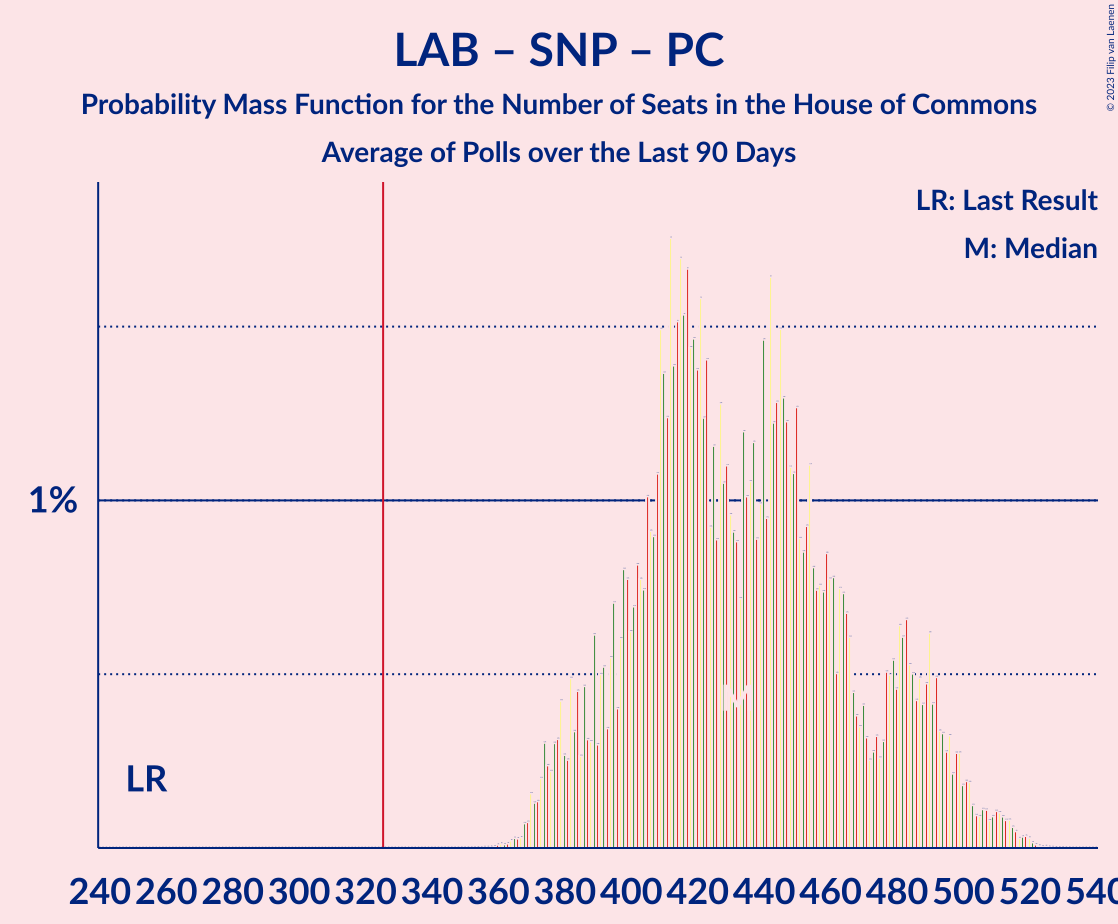 LAB – SNP – PC
Probability Mass Function for the Number of Seats in the House of Commons
Average of Polls over the Last 90 Days
© 2023 Filip van Laenen
LR: Last Result
M: Median
1%
M
LR
240 260 280 300 320 340 360 380 400 420 440 460 480 500 520 540